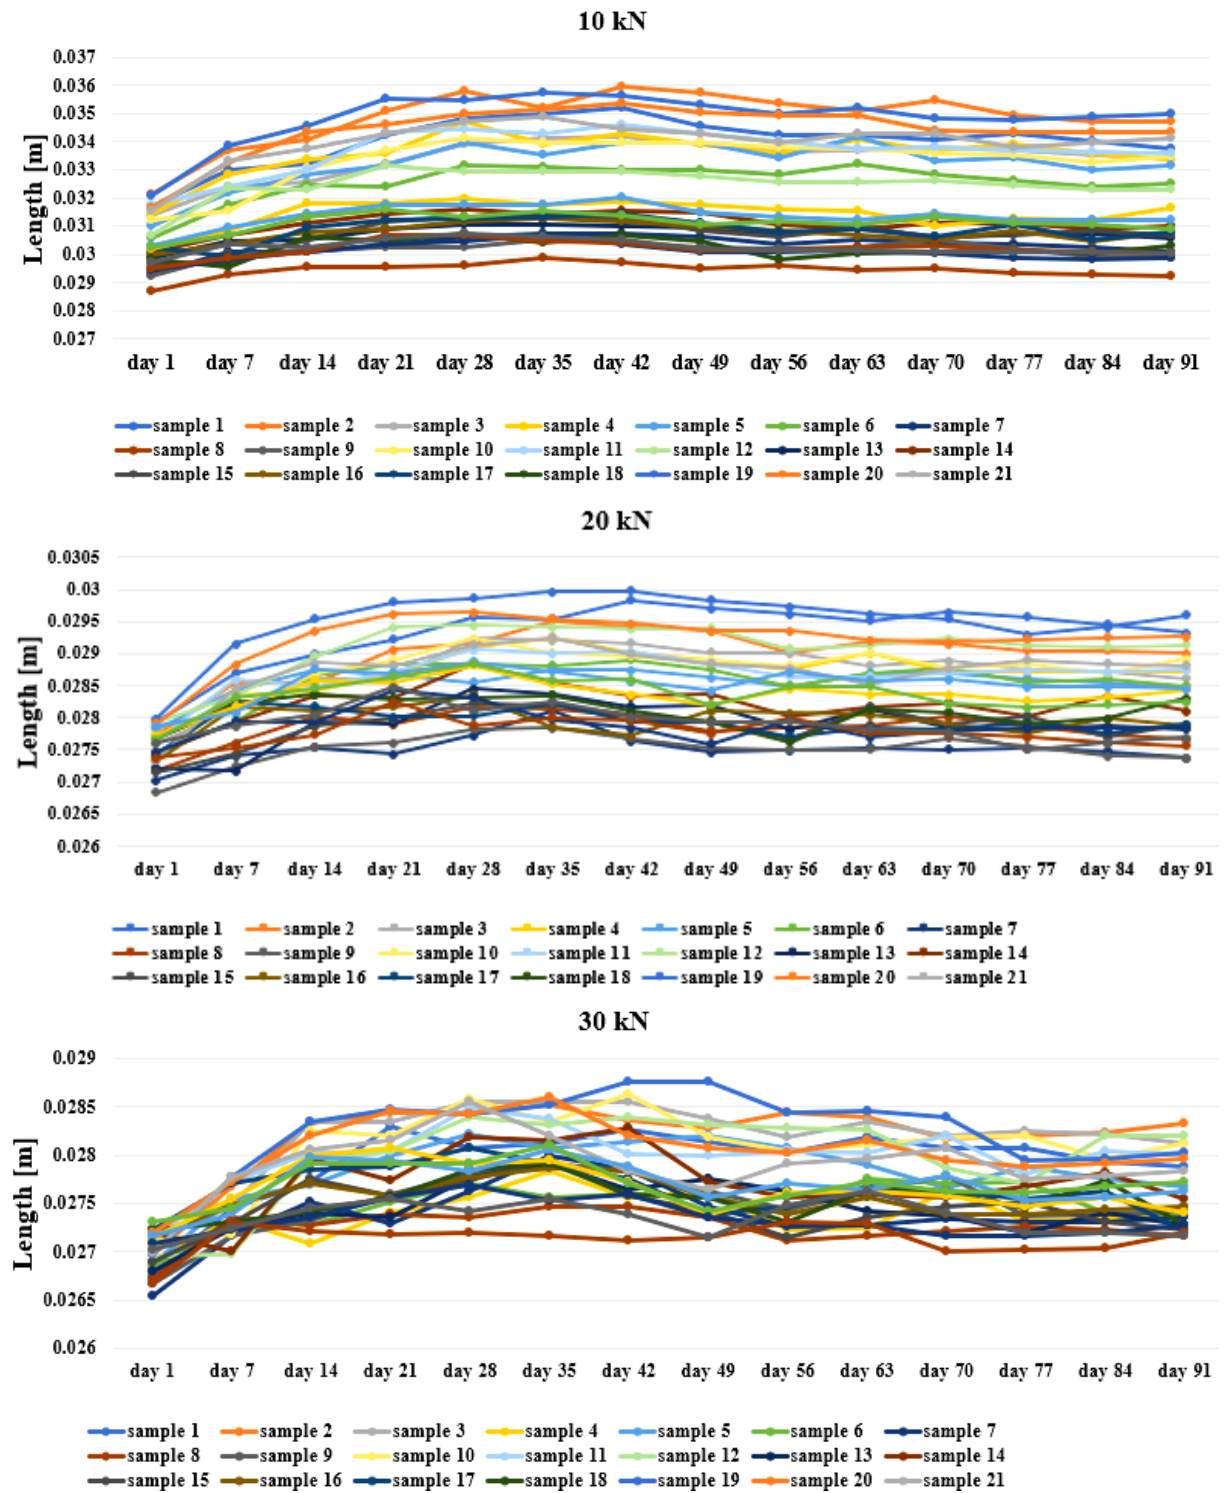 10 kN
Length [m]
0.037
0.036
0.035
0.034
0.033
0.032
0.031
0.03
0.029
0.028
0.027
day 1 day 7 day 14 day 21 day 28 day 35 day 42 day 49 day 56 day 63 day 70 day 77 day 84 day 91
sample 1 sample 2 sample 3 sample 4 sample 5 sample 6 sample 7
sample 8 sample 9 sample 10 sample 11 sample 12 sample 13 sample 14
sample 15 sample 16 sample 17 sample 18 sample 19 sample 20 sample 21
20 kN
Length [m]
0.0305
0.03
0.0295
0.029
0.0285
0.028
0.0275
0.027
0.0265
0.026
day 1 day 7 day 14 day 21 day 28 day 35 day 42 day 49 day 56 day 63 day 70 day 77 day 84 day 91
sample 1 sample 2 sample 3 sample 4 sample 5 sample 6 sample 7
sample 8 sample 9 sample 10 sample 11 sample 12 sample 13 sample 14
sample 15 sample 16 sample 17 sample 18 sample 19 sample 20 sample 21
30 kN
Length [m]
0.029
0.0285
0.028
0.0275
0.027
0.0265
0.026
day 1 day 7 day 14 day 21 day 28 day 35 day 42 day 49 day 56 day 63 day 70 day 77 day 84 day 91
sample 1 sample 2 sample 3 sample 4 sample 5 sample 6 sample 7
sample 8 sample 9 sample 10 sample 11 sample 12 sample 13 sample 14
sample 15 sample 16 sample 17 sample 18 sample 19 sample 20 sample 21